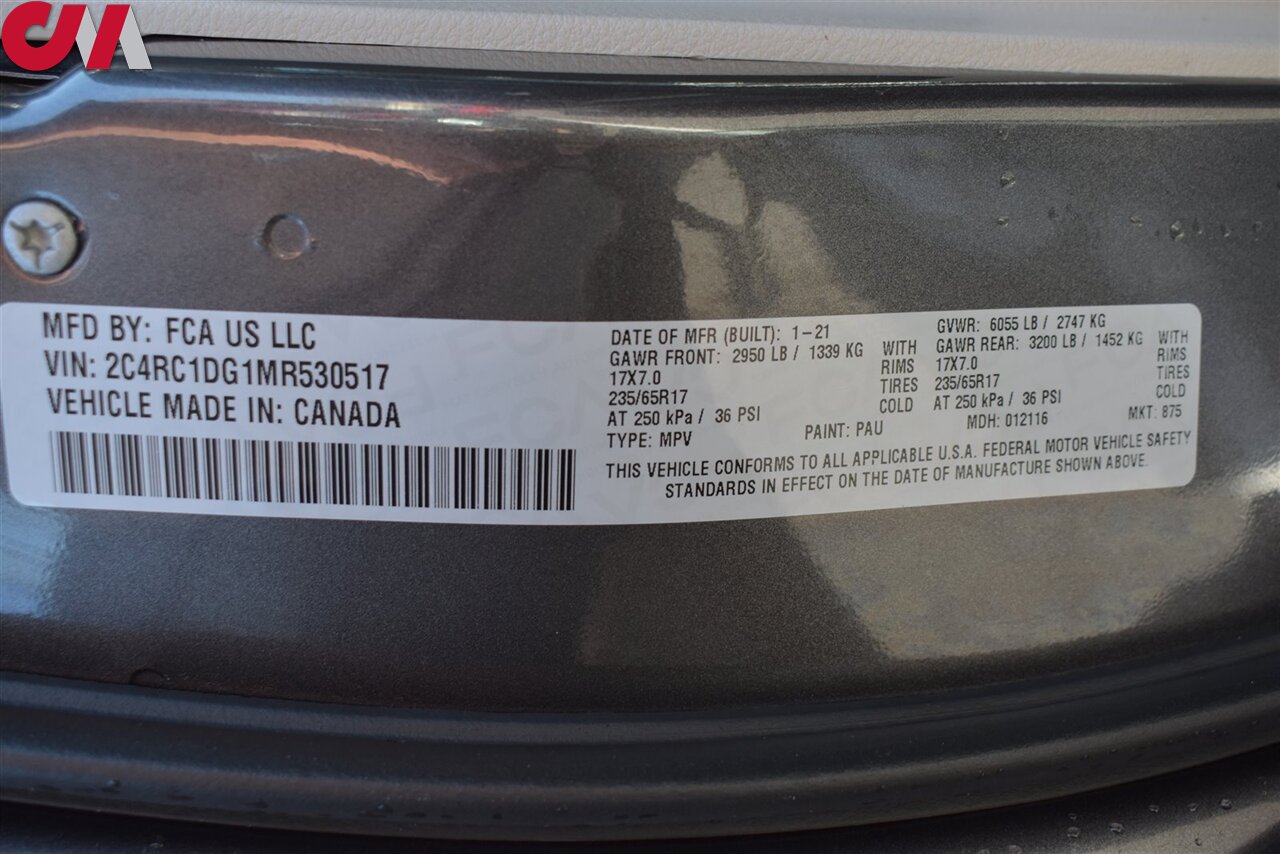 CMA
MFD BY: FCA US LLC
VIN: 2C4RC1DG1MR530517
VEHICLE MADE IN: CANADA
DATE OF MFR (BUILT): 1-21
GAWR FRONT: 2950 LB / 1339 KG WITH
17X7.0 RIMS
235/65R17 TIRES
AT 250 kPa / 36 PSI COLD
GVWR: 6055 LB / 2747 KG
GAWR REAR: 3200 LB / 1452 KG WITH
17X7.0 RIMS
235/65R17 TIRES
AT 250 kPa / 36 PSI COLD
TYPE: MPV PAINT: PAU MDH: 012116 MKT: 875
THIS VEHICLE CONFORMS TO ALL APPLICABLE U.S.A. FEDERAL MOTOR VEHICLE SAFETY
STANDARDS IN EFFECT ON THE DATE OF MANUFACTURE SHOWN ABOVE.